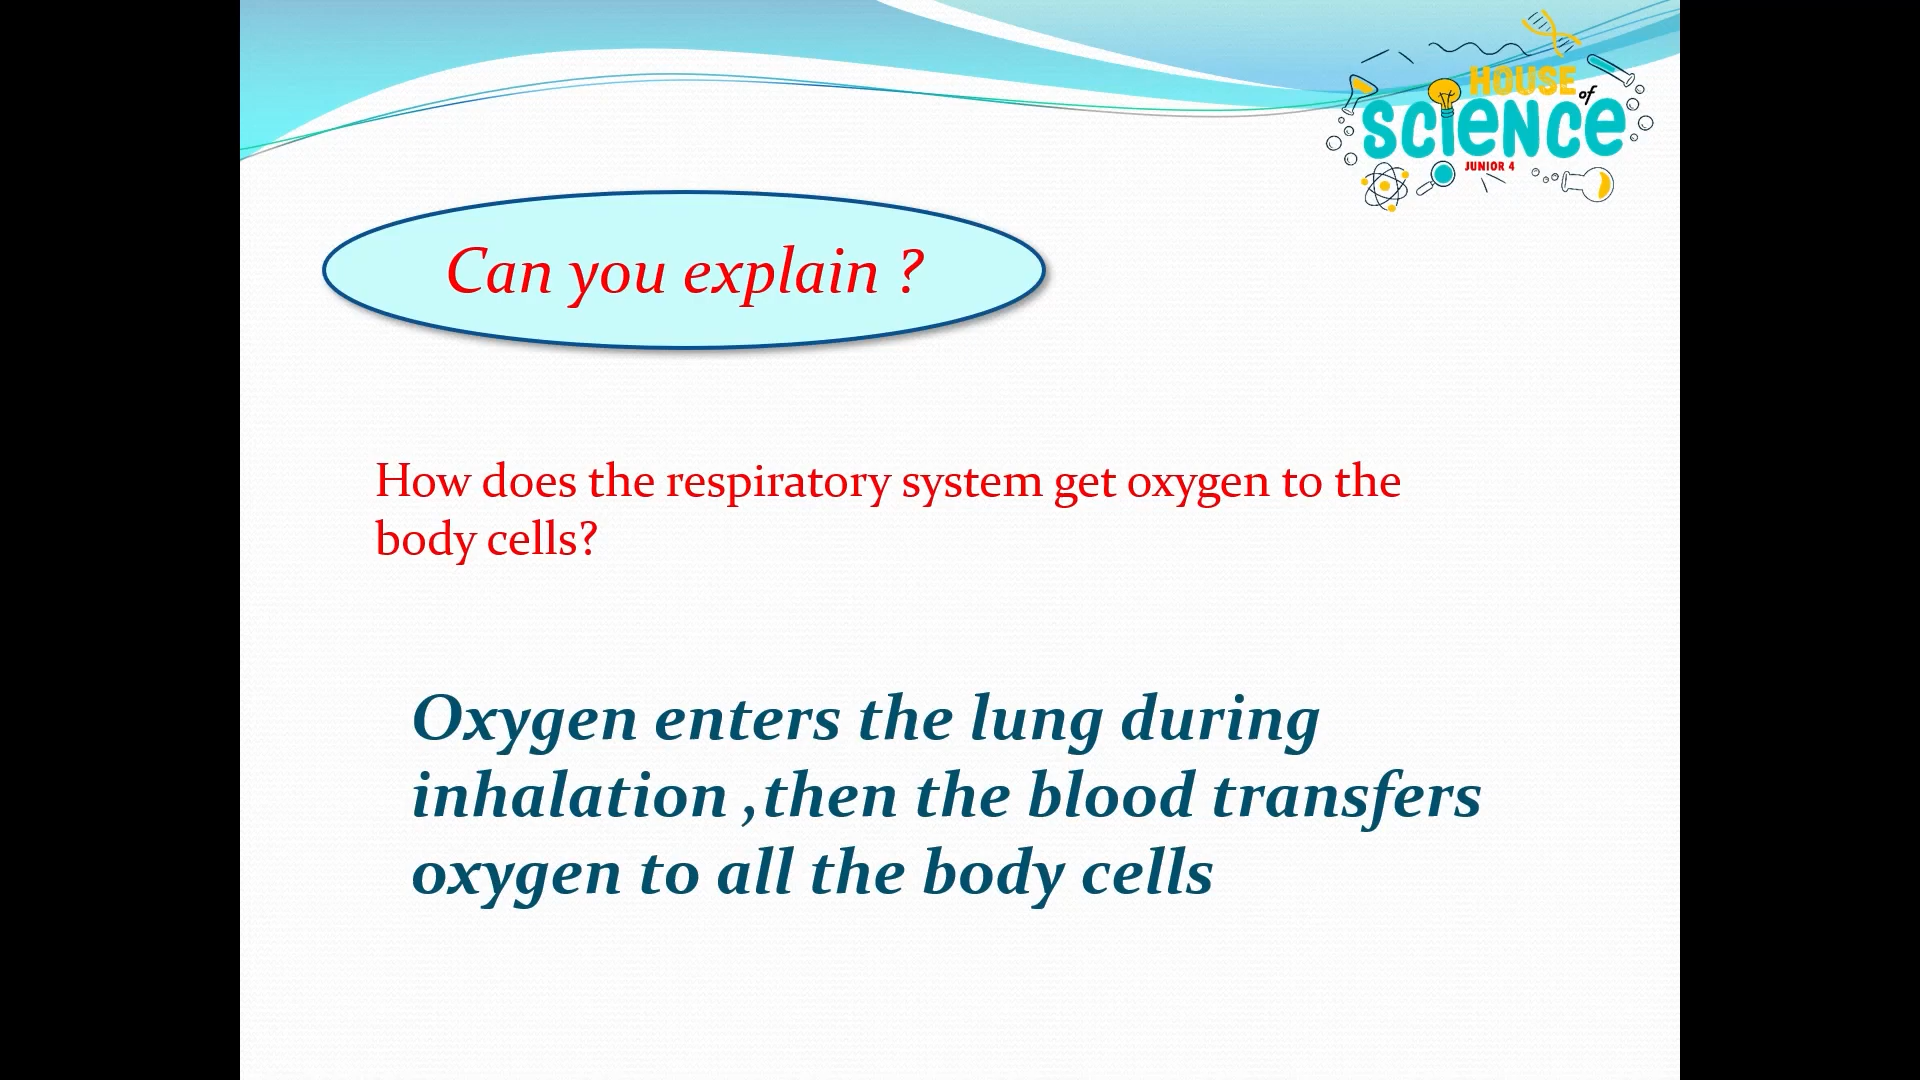 HOUSE of
SCIENCE
JUNIOR 4
Can you explain ?
How does the respiratory system get oxygen to the
body cells?
Oxygen enters the lung during
inhalation ,then the blood transfers
oxygen to all the body cells